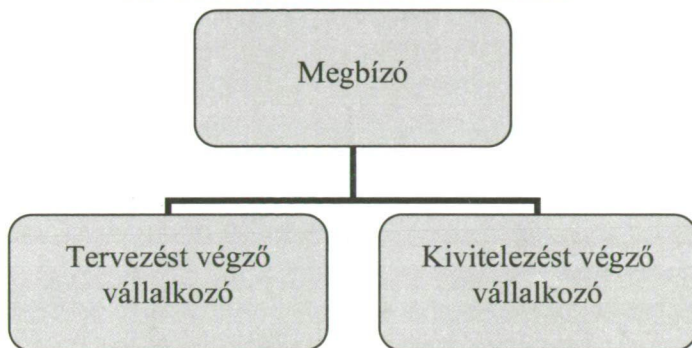 Megbízó
Tervezést végző
vállalkozó
Kivitelezést végző
vállalkozó